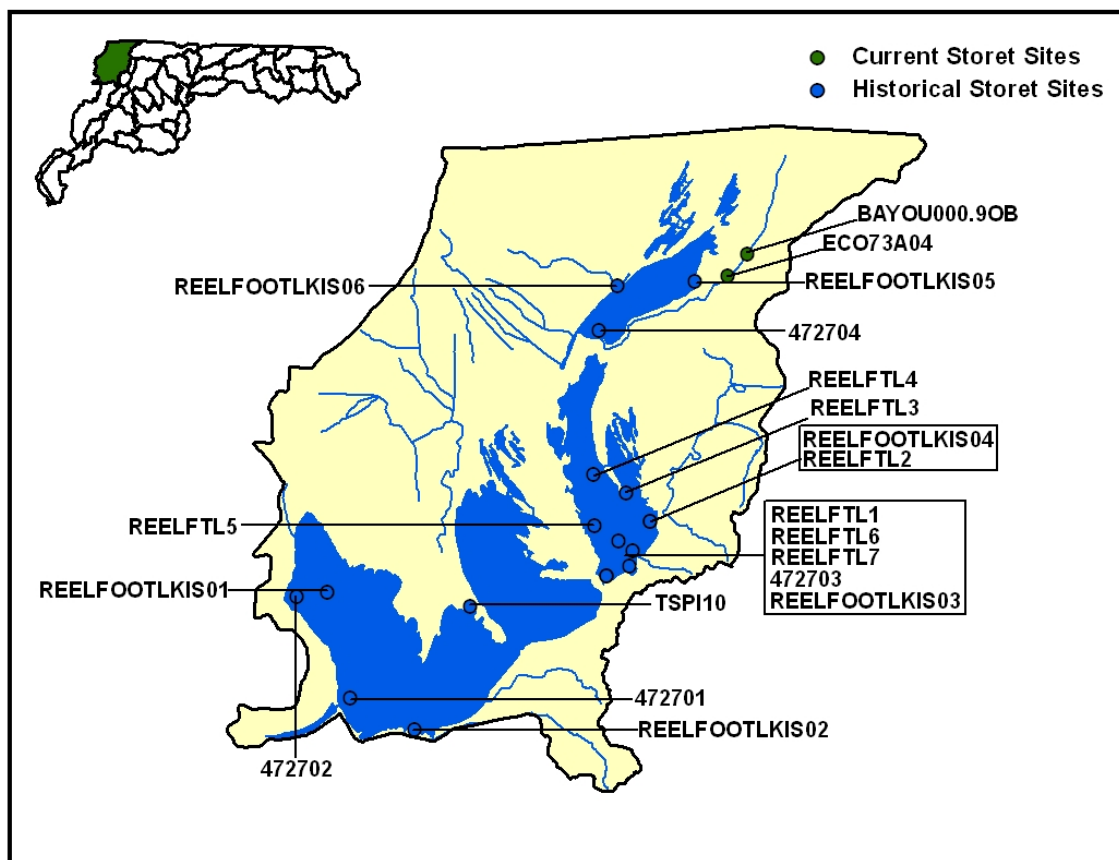 Current Storet Sites
Historical Storet Sites
BAYOU000.9OB
ECO73A04
REELFOOTLKIS06
REELFOOTLKIS05
472704
REELFTL4
REELFTL3
REELFOOTLKIS04
REELFTL2
REELFTL5
REELFTL1
REELFTL6
REELFTL7
472703
REELFOOTLKIS03
REELFOOTLKIS01
TSPI10
472701
REELFOOTLKIS02
472702